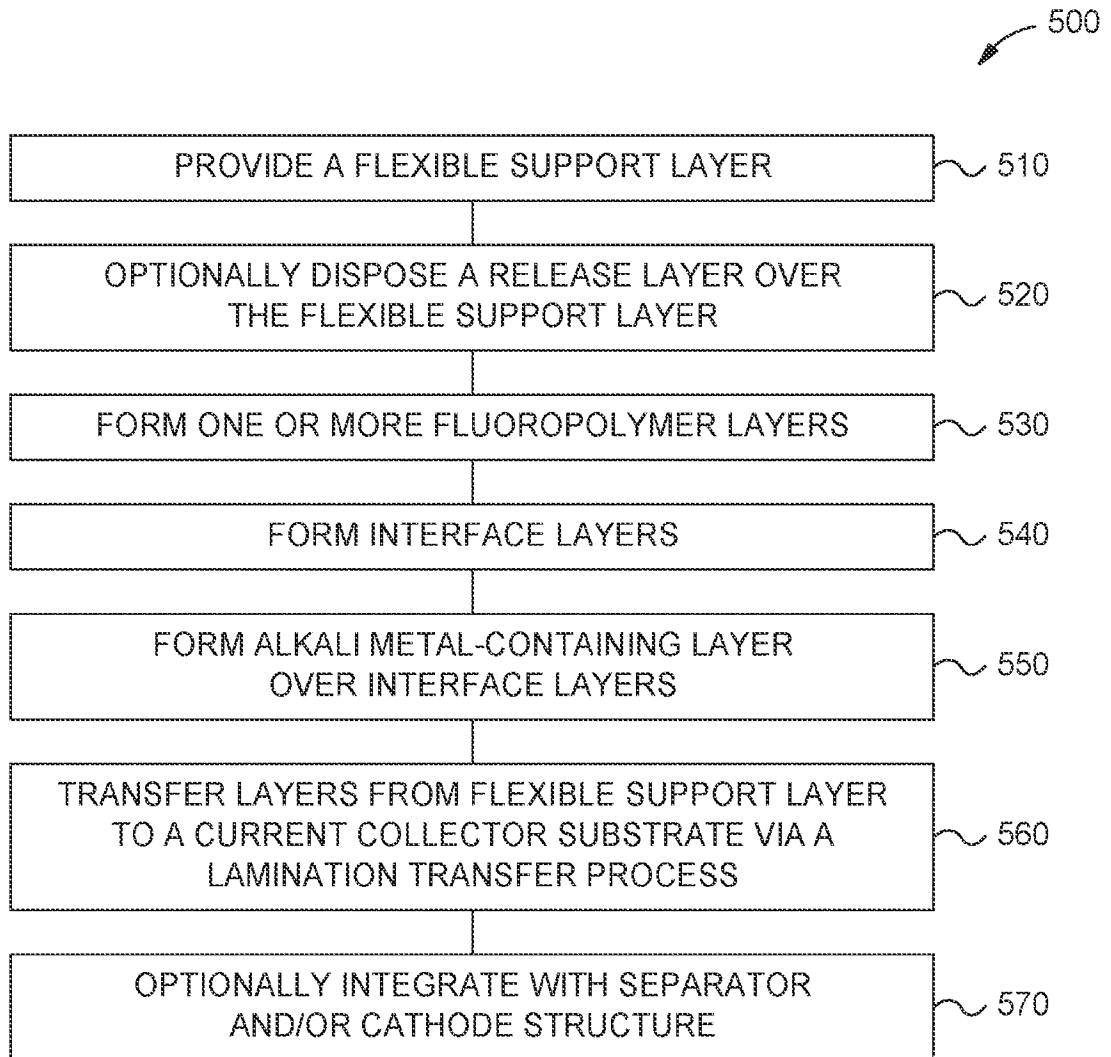 500
PROVIDE A FLEXIBLE SUPPORT LAYER
510
OPTIONALLY DISPOSE A RELEASE LAYER OVER
THE FLEXIBLE SUPPORT LAYER
520
FORM ONE OR MORE FLUOROPOLYMER LAYERS
530
FORM INTERFACE LAYERS
540
FORM ALKALI METAL-CONTAINING LAYER
OVER INTERFACE LAYERS
550
TRANSFER LAYERS FROM FLEXIBLE SUPPORT LAYER
TO A CURRENT COLLECTOR SUBSTRATE VIA A
LAMINATION TRANSFER PROCESS
560
OPTIONALLY INTEGRATE WITH SEPARATOR
AND/OR CATHODE STRUCTURE
570